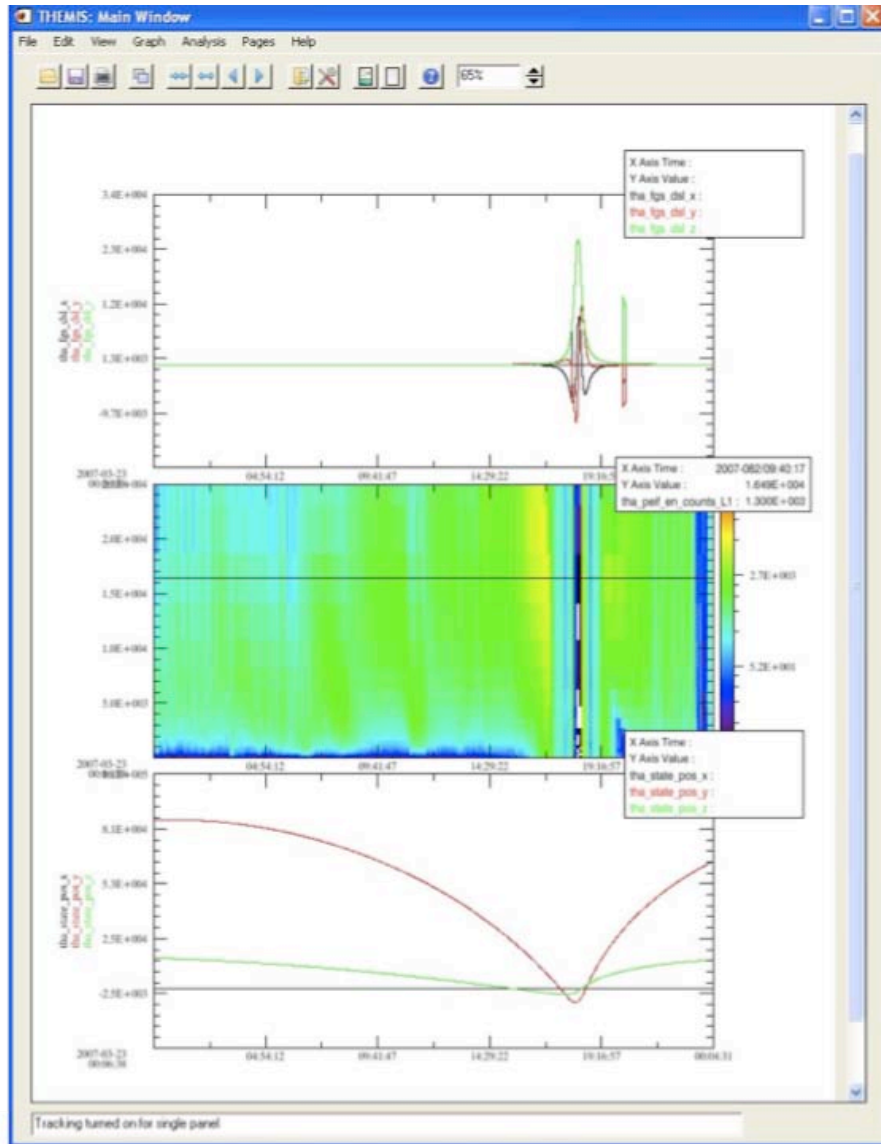 THEMIS: Main Window
File Edit View Graph Analysis Pages Help
65%
X Axis Time :
Y Axis Value :
tha_fgs_dsl_x :
tha_fgs_dsl_y :
tha_fgs_dsl_z :
3.4E+004
2.3E+004
1.2E+004
1.3E+003
-9.7E+003
tha_fgs_dsl_x
tha_fgs_dsl_y
tha_fgs_dsl_z
2007-03-23
04:54:12 09:41:47 14:29:22 19:16:57
X Axis Time : 2007-082/09:40:17
Y Axis Value : 1.649E+004
tha_peif_en_counts_L1 : 1.300E+003
2.0E+004
1.5E+004
1.0E+004
5.0E+003
2.7E+003
5.2E+001
2007-03-23
04:54:12 09:41:47 14:29:22 19:16:57
X Axis Time :
Y Axis Value :
tha_state_pos_x :
tha_state_pos_y :
tha_state_pos_z :
8.1E+004
5.3E+004
2.5E+004
-2.5E+003
tha_state_pos_x
tha_state_pos_y
tha_state_pos_z
2007-03-23
00:06:38
04:54:12 09:41:47 14:29:22 19:16:57 00:04:31
Tracking turned on for single panel